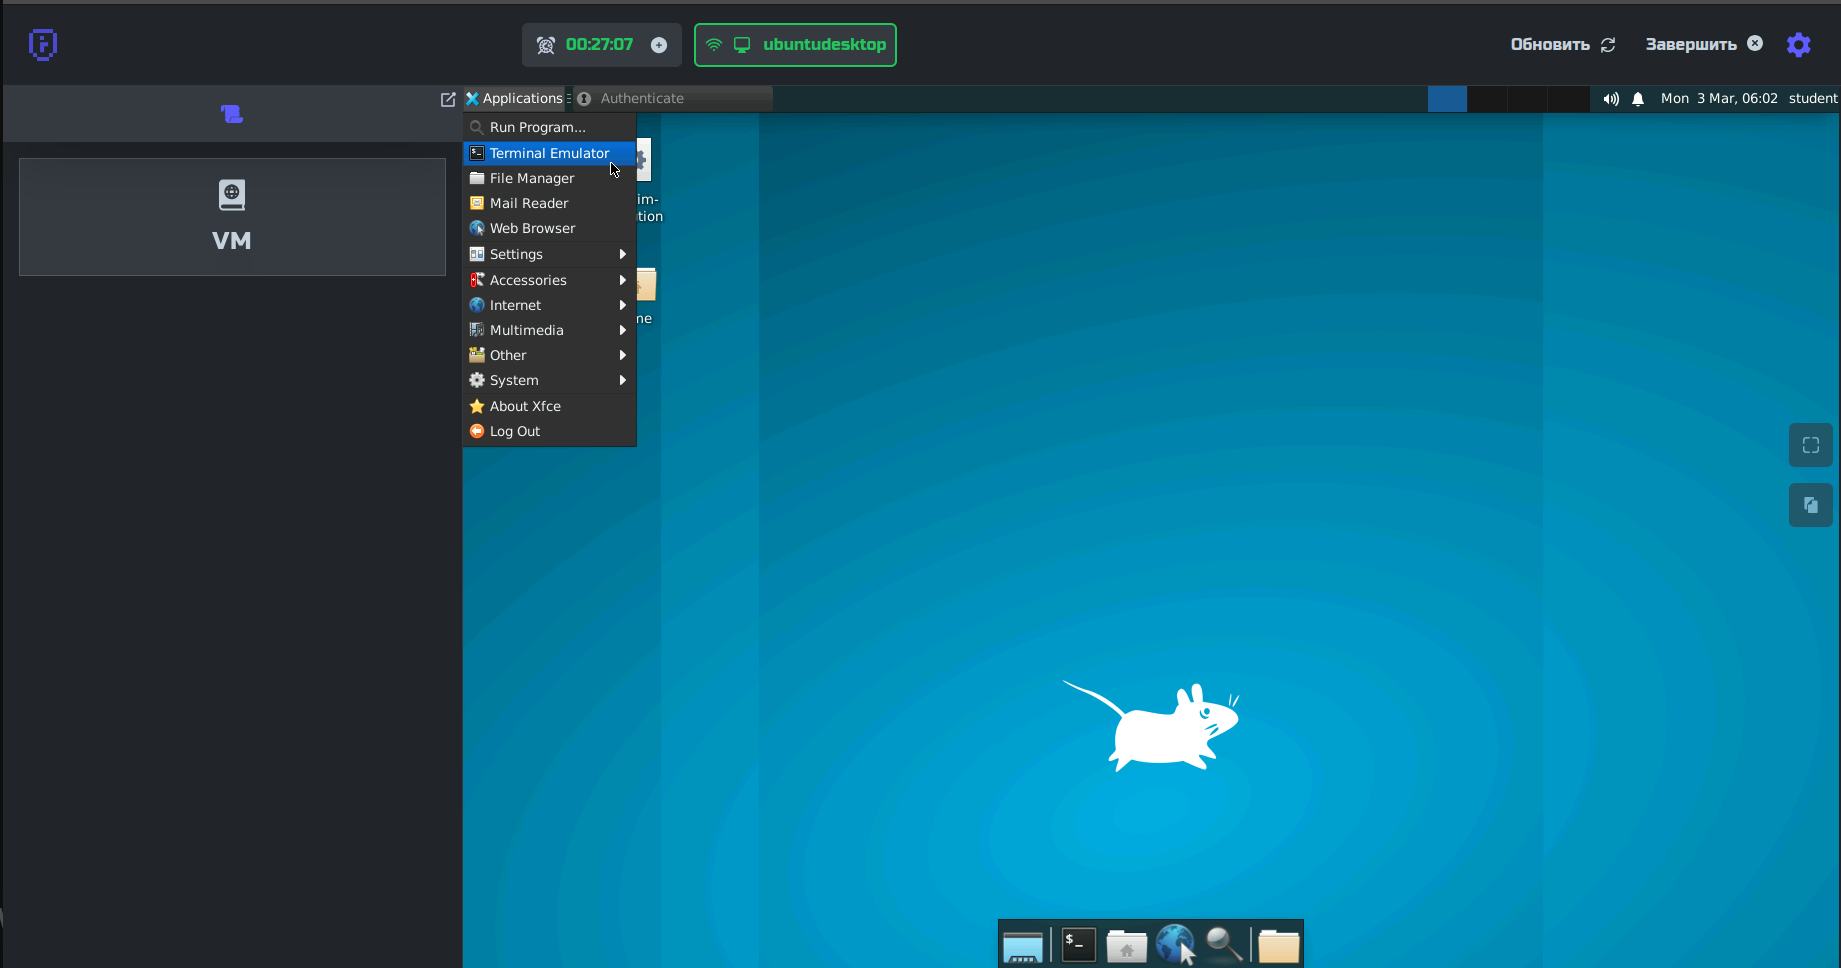 00:27:07
ubuntudesktop
Обновить
Завершить
Applications
Authenticate
Mon 3 Mar, 06:02 student
VM
Run Program...
Terminal Emulator
File Manager
Mail Reader
Web Browser
Settings
Accessories
Internet
Multimedia
Other
System
About Xfce
Log Out
im-
tion
me
$_